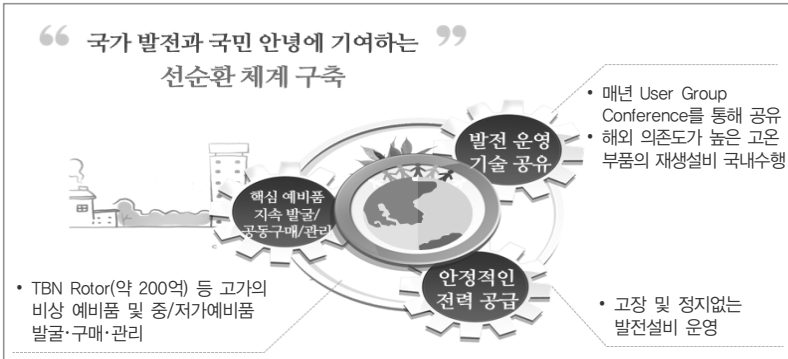 “ 국가 발전과 국민 안녕에 기여하는 ”
선순환 체계 구축
발전 운영
기술 공유
• 매년 User Group
Conference를 통해 공유
• 해외 의존도가 높은 고온
부품의 재생설비 국내수행
핵심 예비품
지속 발굴/
공동구매/관리
• TBN Rotor(약 200억) 등 고가의
비상 예비품 및 중/저가예비품
발굴·구매·관리
안정적인
전력 공급
• 고장 및 정지없는
발전설비 운영